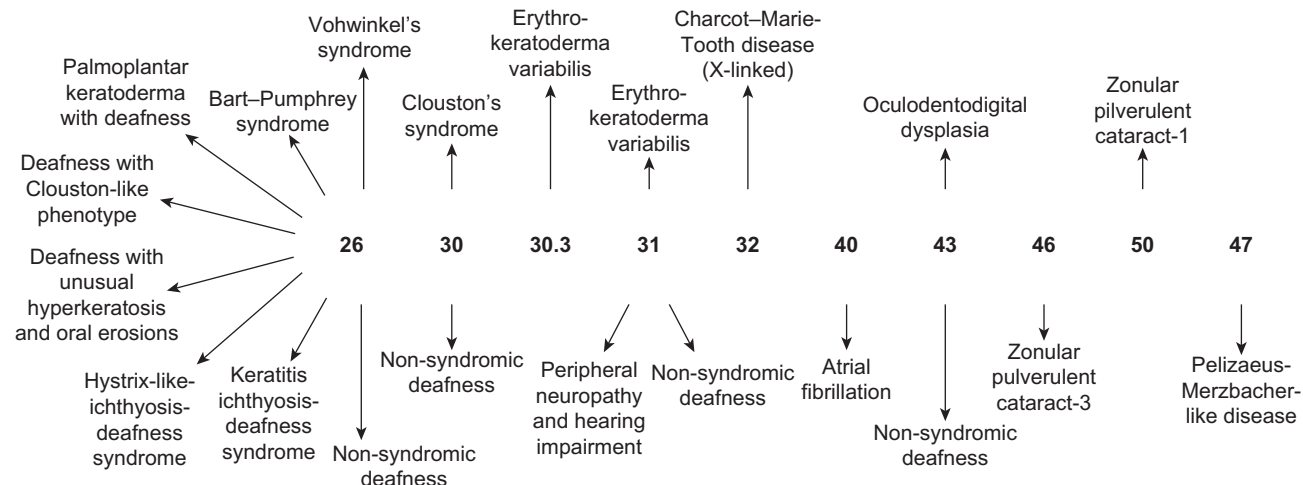 Vohwinkel's
syndrome
Palmoplantar
keratoderma
with deafness
Bart–Pumphrey
syndrome
Clouston's
syndrome
Erythro-
keratoderma
variabilis
Erythro-
keratoderma
variabilis
Charcot–Marie-
Tooth disease
(X-linked)
Oculodentodigital
dysplasia
Zonular
pilverulent
cataract-1
Deafness with
Clouston-like
phenotype
26 30 30.3 31 32 40 43 46 50 47
Deafness with
unusual
hyperkeratosis
and oral erosions
Hystrix-like-
ichthyosis-
deafness
syndrome
Keratitis
ichthyosis-
deafness
syndrome
Non-syndromic
deafness
Non-syndromic
deafness
Peripheral
neuropathy
and hearing
impairment
Non-syndromic
deafness
Atrial
fibrillation
Non-syndromic
deafness
Zonular
pulverulent
cataract-3
Pelizaeus-
Merzbacher-
like disease